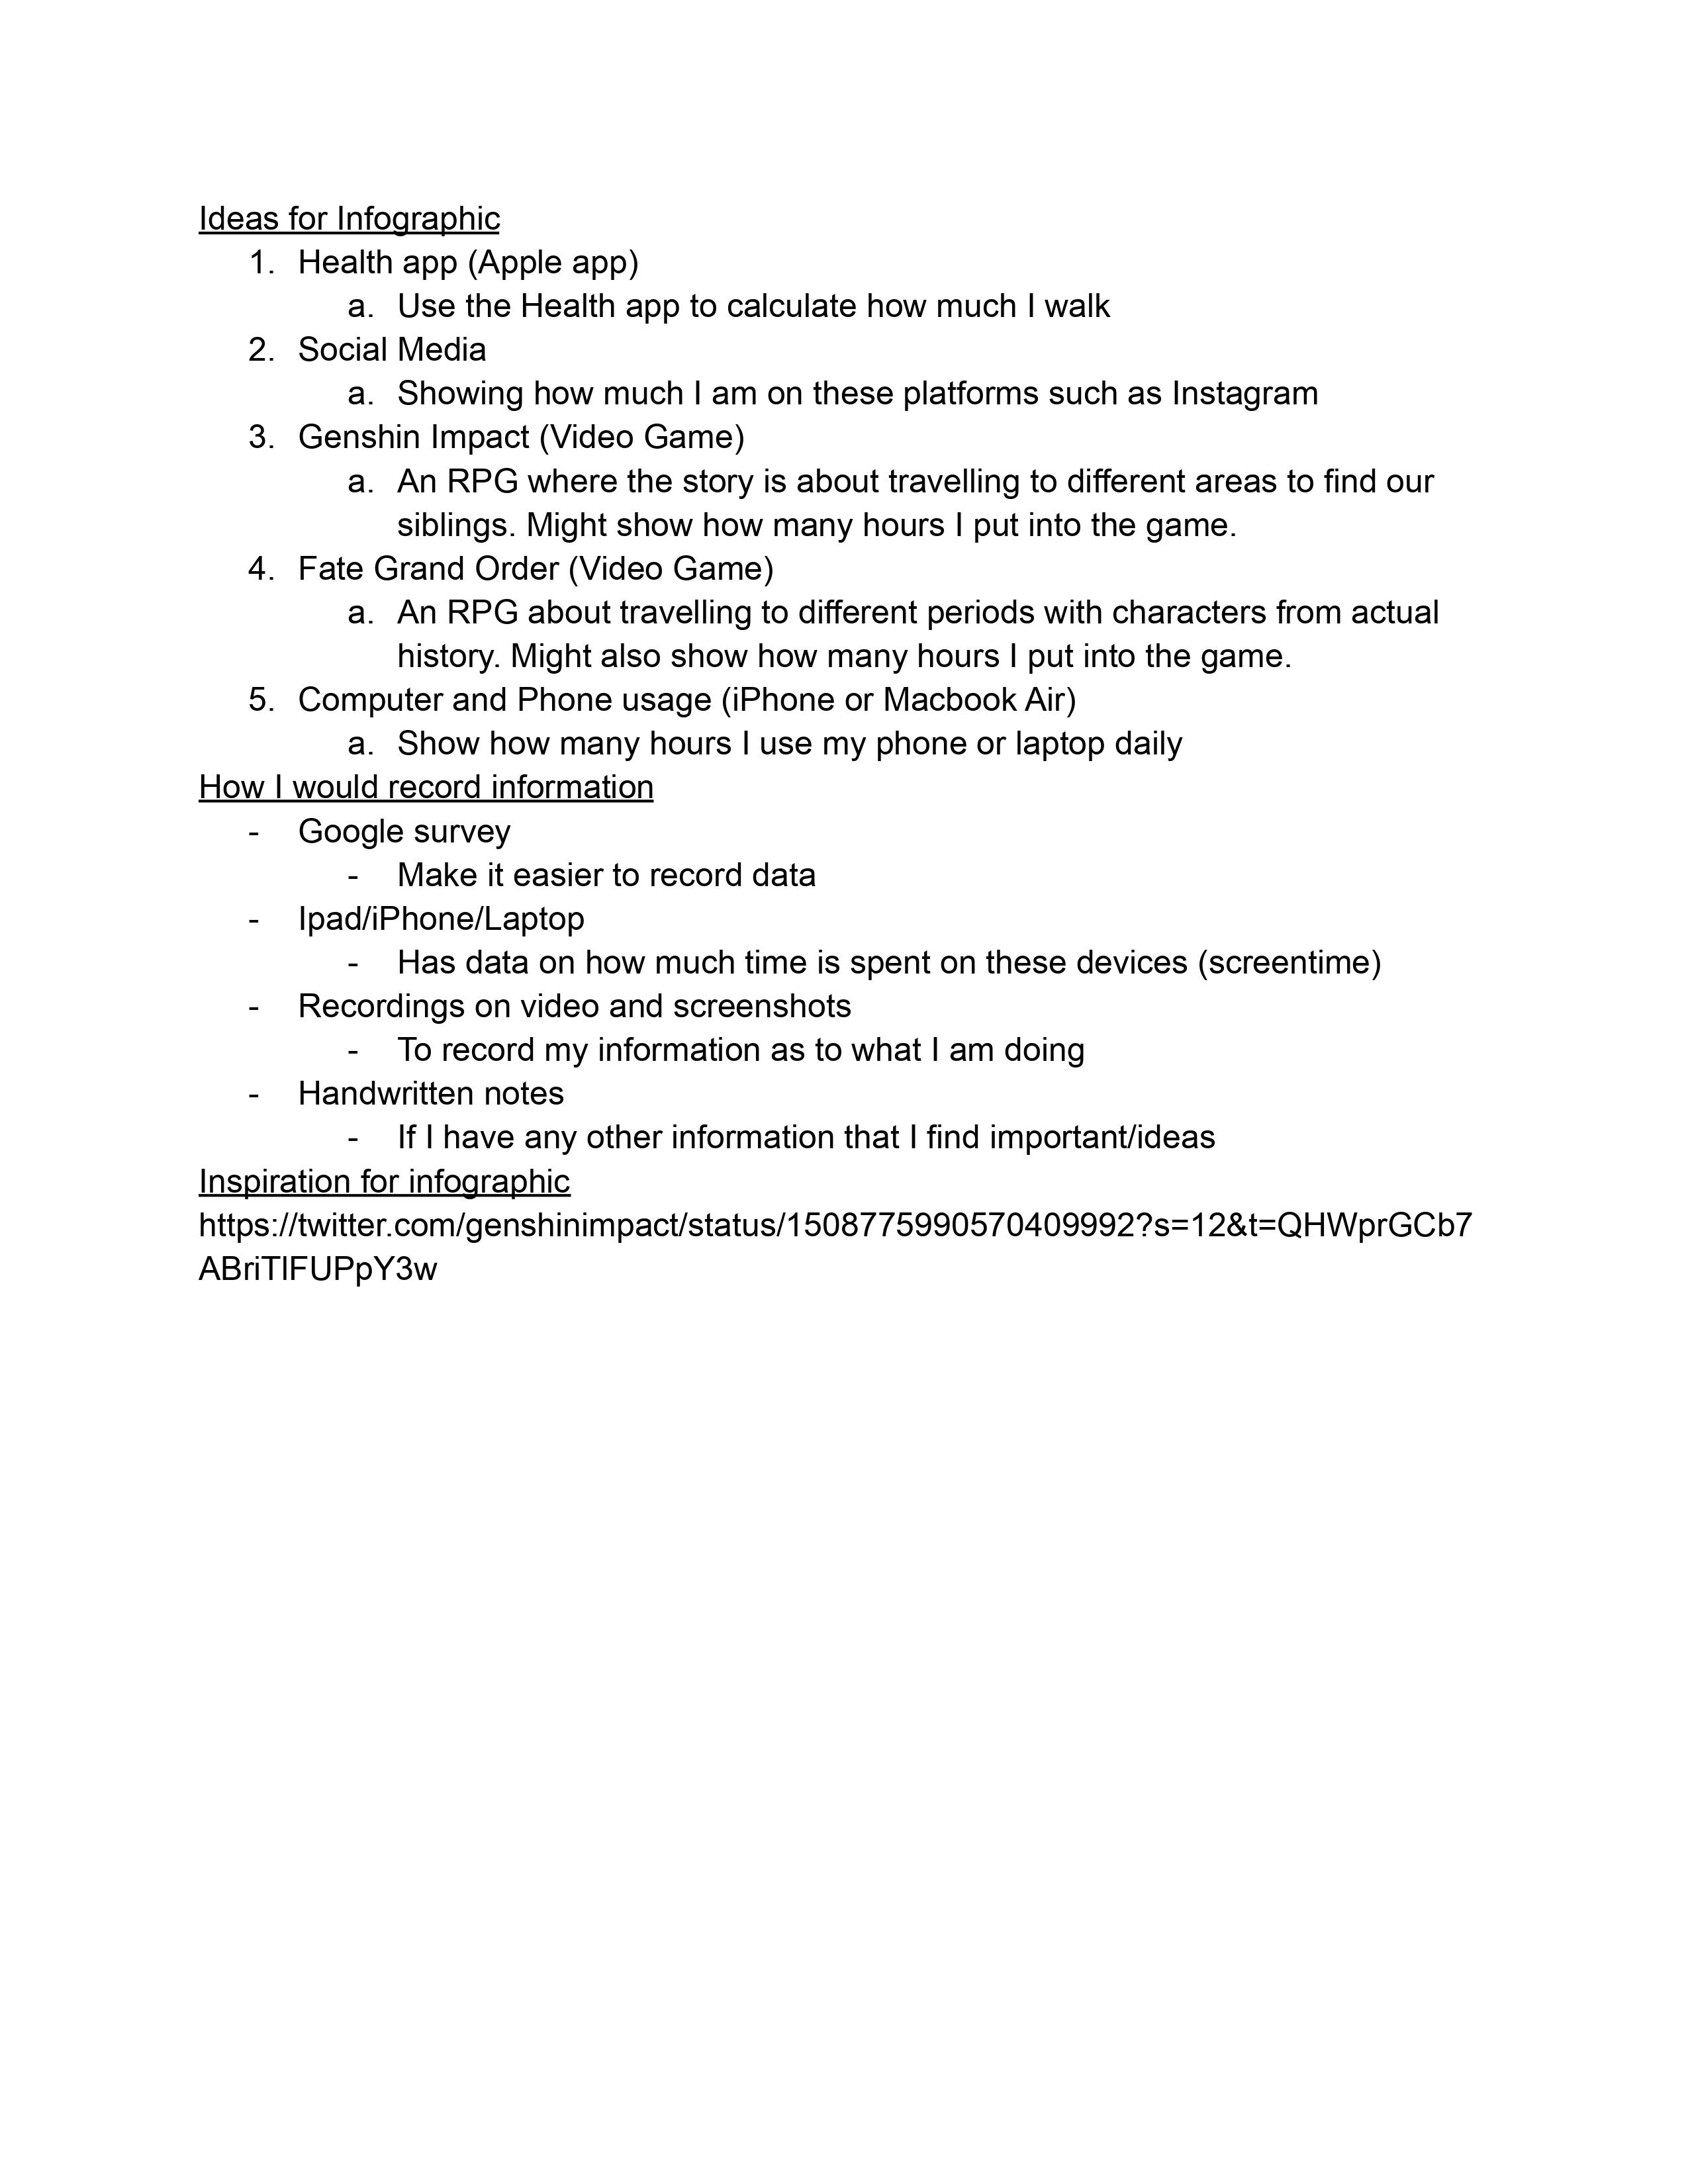 Ideas for Infographic
1. Health app (Apple app)
a. Use the Health app to calculate how much I walk
2. Social Media
a. Showing how much I am on these platforms such as Instagram
3. Genshin Impact (Video Game)
a. An RPG where the story is about travelling to different areas to find our
siblings. Might show how many hours I put into the game.
4. Fate Grand Order (Video Game)
a. An RPG about travelling to different periods with characters from actual
history. Might also show how many hours I put into the game.
5. Computer and Phone usage (iPhone or Macbook Air)
a. Show how many hours I use my phone or laptop daily
How I would record information
- Google survey
- Make it easier to record data
- Ipad/iPhone/Laptop
- Has data on how much time is spent on these devices (screentime)
- Recordings on video and screenshots
- To record my information as to what I am doing
- Handwritten notes
- If I have any other information that I find important/ideas
Inspiration for infographic
https://twitter.com/genshinimpact/status/1508775990570409992?s=12&t=QHWprGCb7
ABriTlFUPpY3w